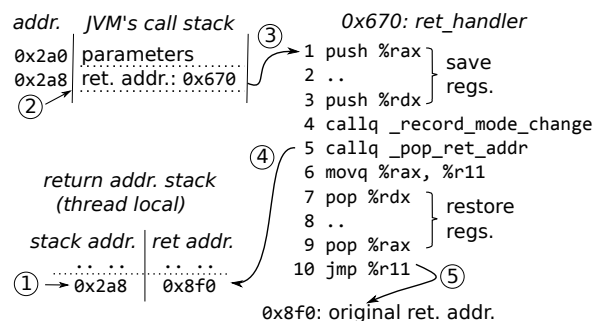 addr. JVM's call stack
0x2a0 parameters
0x2a8 ret. addr.: 0x670
②
③
0x670: ret_handler
1 push %rax
2 ..
3 push %rdx
save
regs.
4 callq _record_mode_change
5 callq _pop_ret_addr
6 movq %rax, %r11
7 pop %rdx
8 ..
9 pop %rax
restore
regs.
10 jmp %r11
⑤
0x8f0: original ret. addr.
④
return addr. stack
(thread local)
stack addr. ret addr.
.. .. .. ..
① 0x2a8 0x8f0